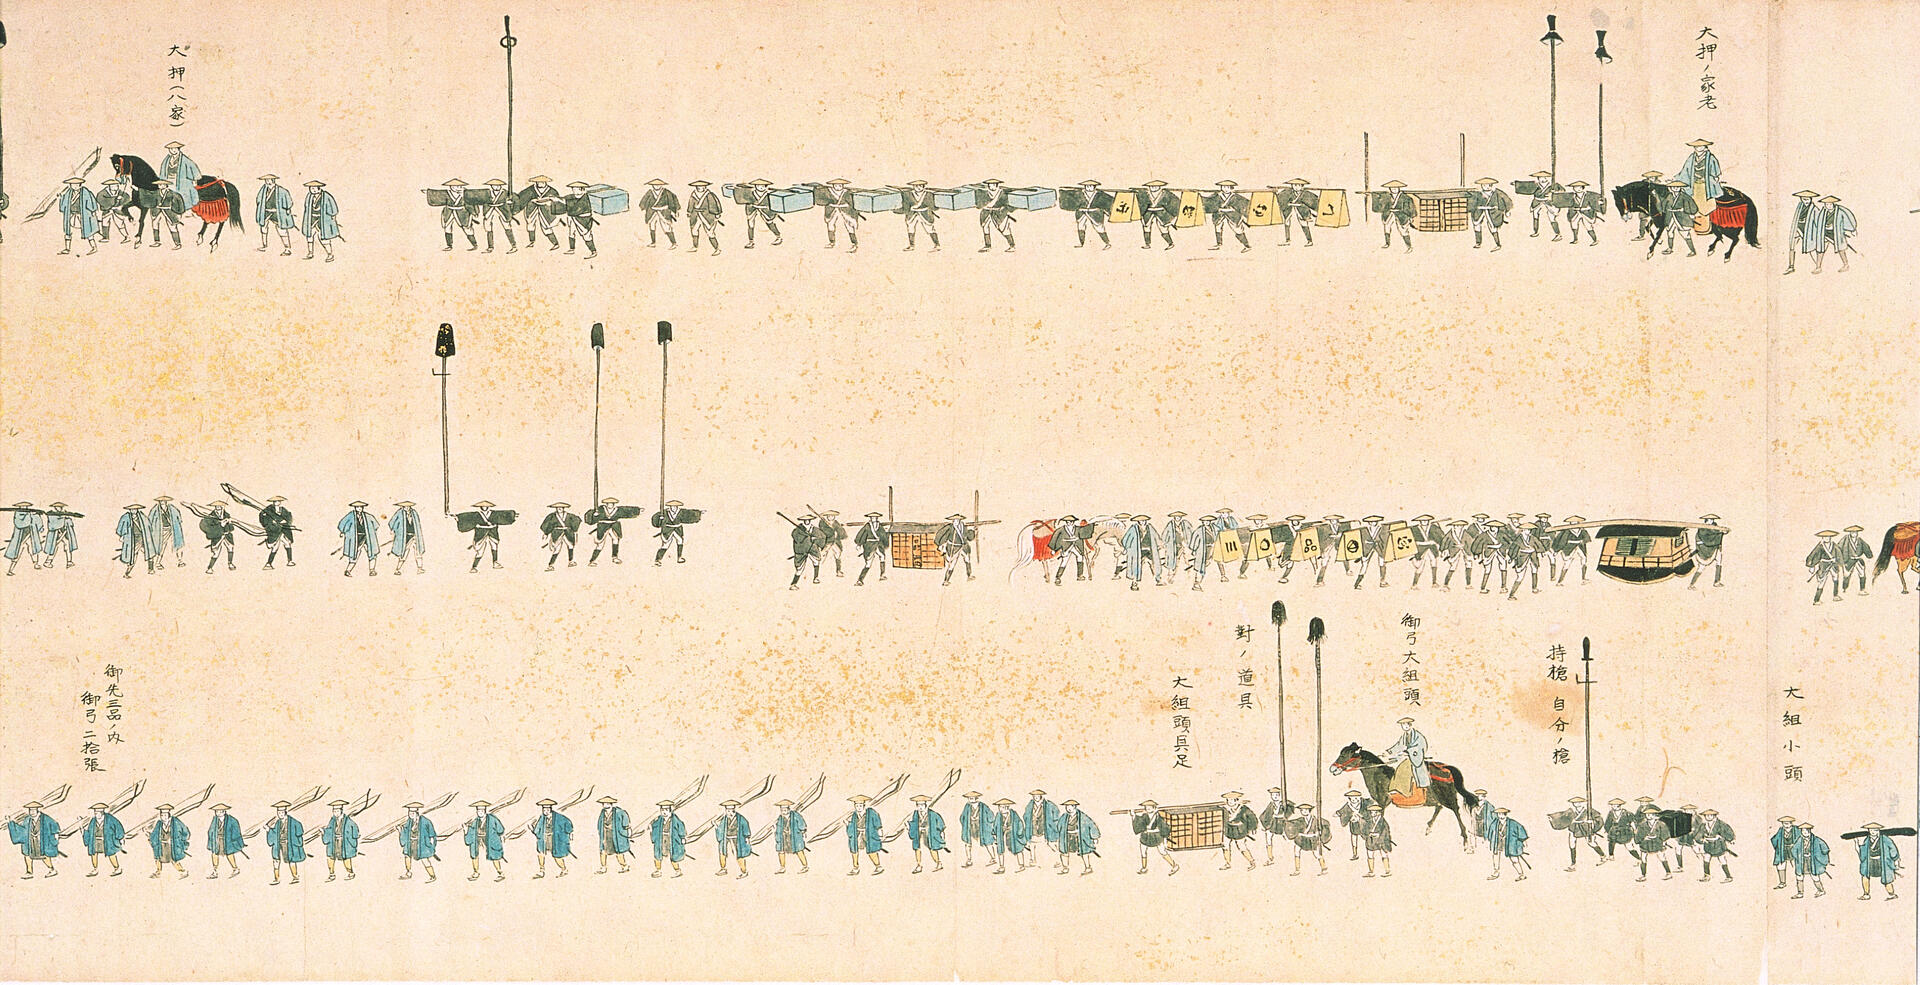 大押ノ家老
大押(八家)
大組小頭
持槍 自分ノ槍
御弓大組頭
對ノ道具
大組頭具足
御先三品ノ内
御弓二拾張